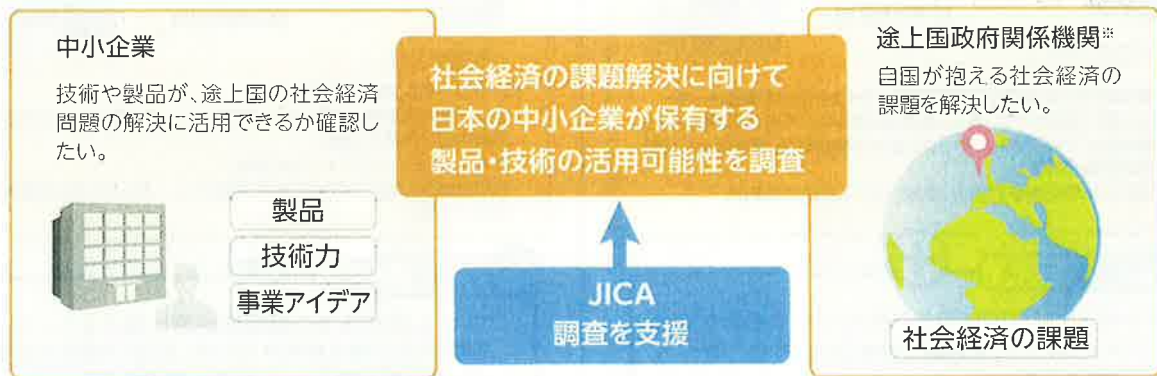 中小企業
技術や製品が、途上国の社会経済
問題の解決に活用できるか確認し
たい。
製品
技術力
事業アイデア
社会経済の課題解決に向けて
日本の中小企業が保有する
製品・技術の活用可能性を調査
JICA
調査を支援
途上国政府関係機関※
自国が抱える社会経済の
課題を解決したい。
社会経済の課題